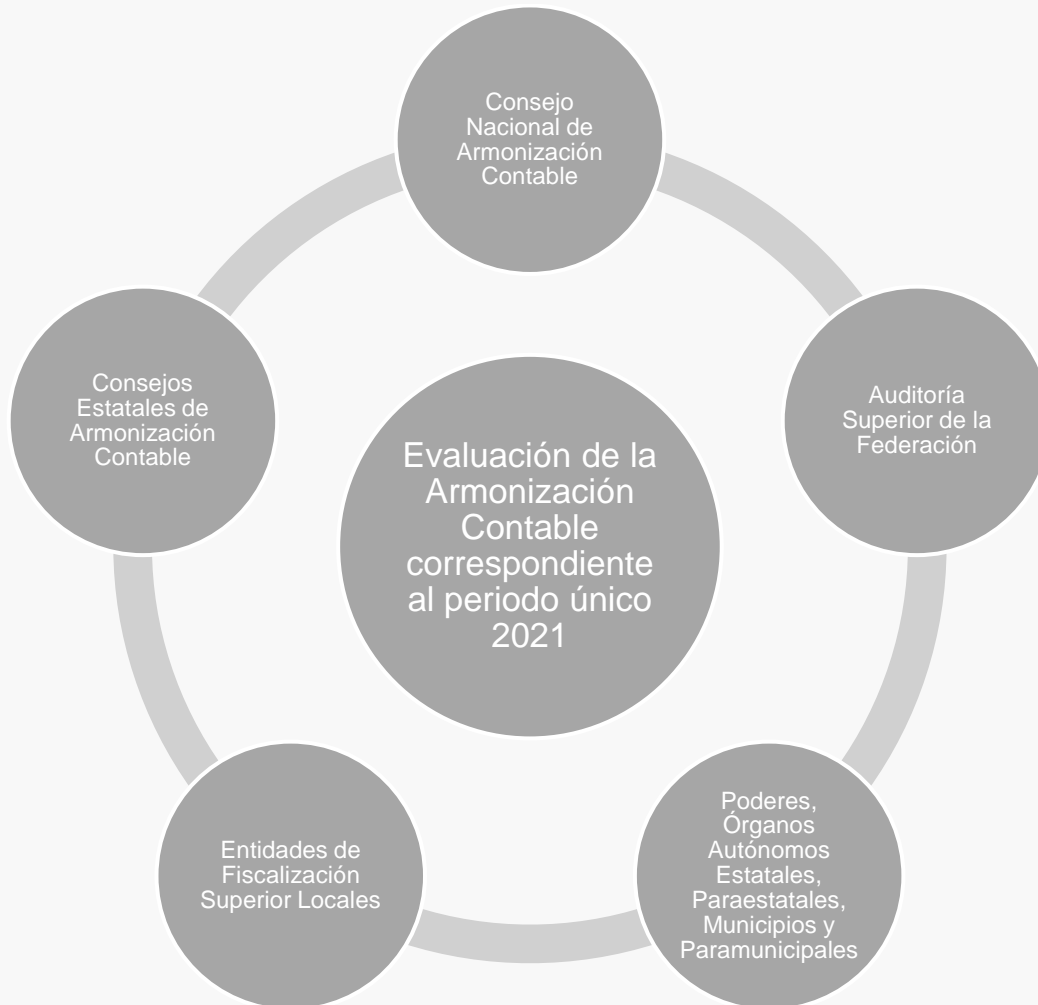 Consejo
Nacional de
Armonización
Contable
Consejos
Estatales de
Armonización
Contable
Auditoría
Superior de la
Federación
Evaluación de la
Armonización
Contable
correspondiente
al periodo único
2021
Entidades de
Fiscalización
Superior Locales
Poderes,
Órganos
Autónomos
Estatales,
Paraestatales,
Municipios y
Paramunicipales